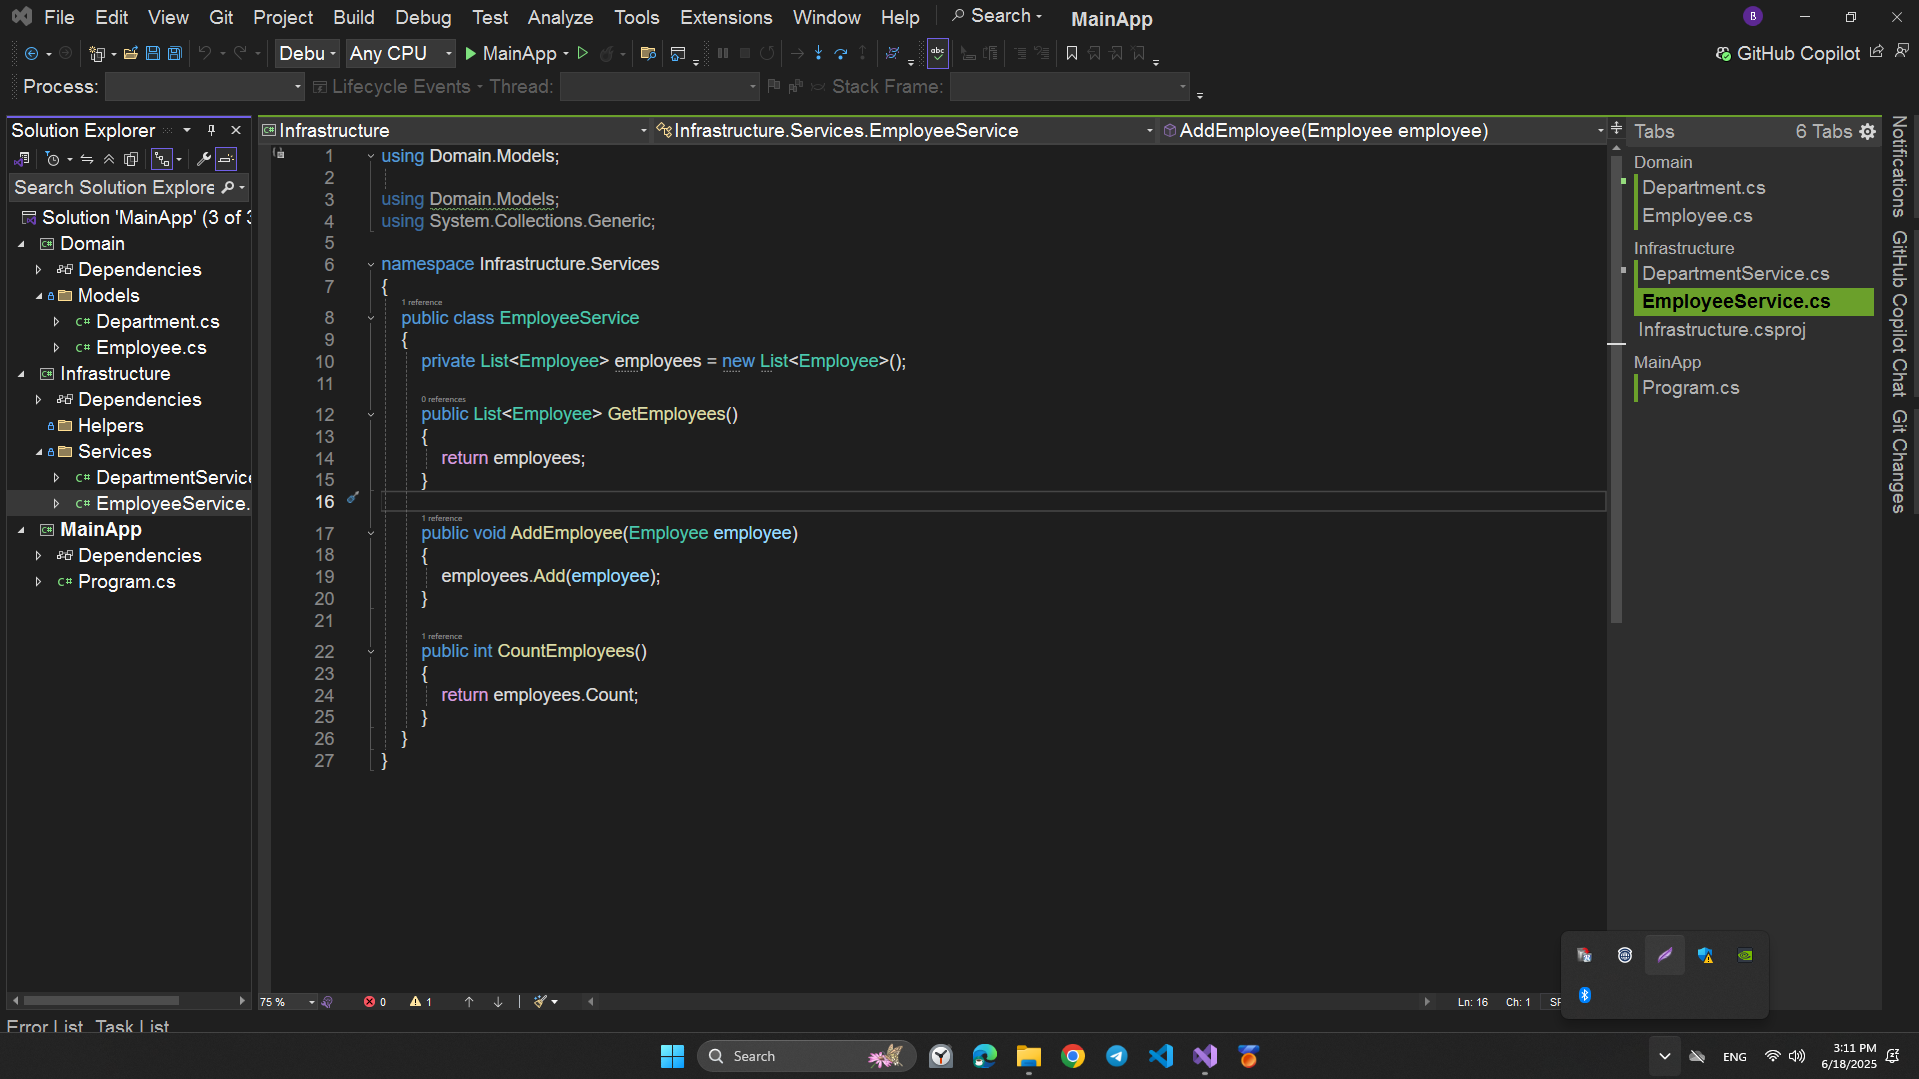 File Edit View Git Project Build Debug Test Analyze Tools Extensions Window Help Search MainApp
Debu Any CPU MainApp GitHub Copilot
Process: Lifecycle Events Thread: Stack Frame:
Solution Explorer
Search Solution Explore
Solution 'MainApp' (3 of 3
Domain
Dependencies
Models
Department.cs
Employee.cs
Infrastructure
Dependencies
Helpers
Services
DepartmentService
EmployeeService.
MainApp
Dependencies
Program.cs
Infrastructure Infrastructure.Services.EmployeeService AddEmployee(Employee employee)
1 using Domain.Models;
2
3 using Domain.Models;
4 using System.Collections.Generic;
5
6 namespace Infrastructure.Services
7 {
1 reference
8 public class EmployeeService
9 {
10 private List<Employee> employees = new List<Employee>();
11
0 references
12 public List<Employee> GetEmployees()
13 {
14 return employees;
15 }
16
1 reference
17 public void AddEmployee(Employee employee)
18 {
19 employees.Add(employee);
20 }
21
1 reference
22 public int CountEmployees()
23 {
24 return employees.Count;
25 }
26 }
27 }
75 % 0 1 Ln: 16 Ch: 1 SP
Tabs 6 Tabs
Domain
Department.cs
Employee.cs
Infrastructure
DepartmentService.cs
EmployeeService.cs
Infrastructure.csproj
MainApp
Program.cs
Notifications
GitHub Copilot Chat
Git Changes
Error List Task List
Search
ENG
3:11 PM
6/18/2025